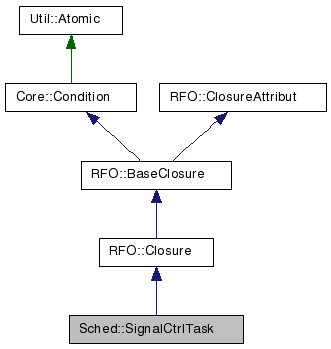 Util::Atomic
Core::Condition
RFO::ClosureAttribut
RFO::BaseClosure
RFO::Closure
Sched::SignalCtrlTask